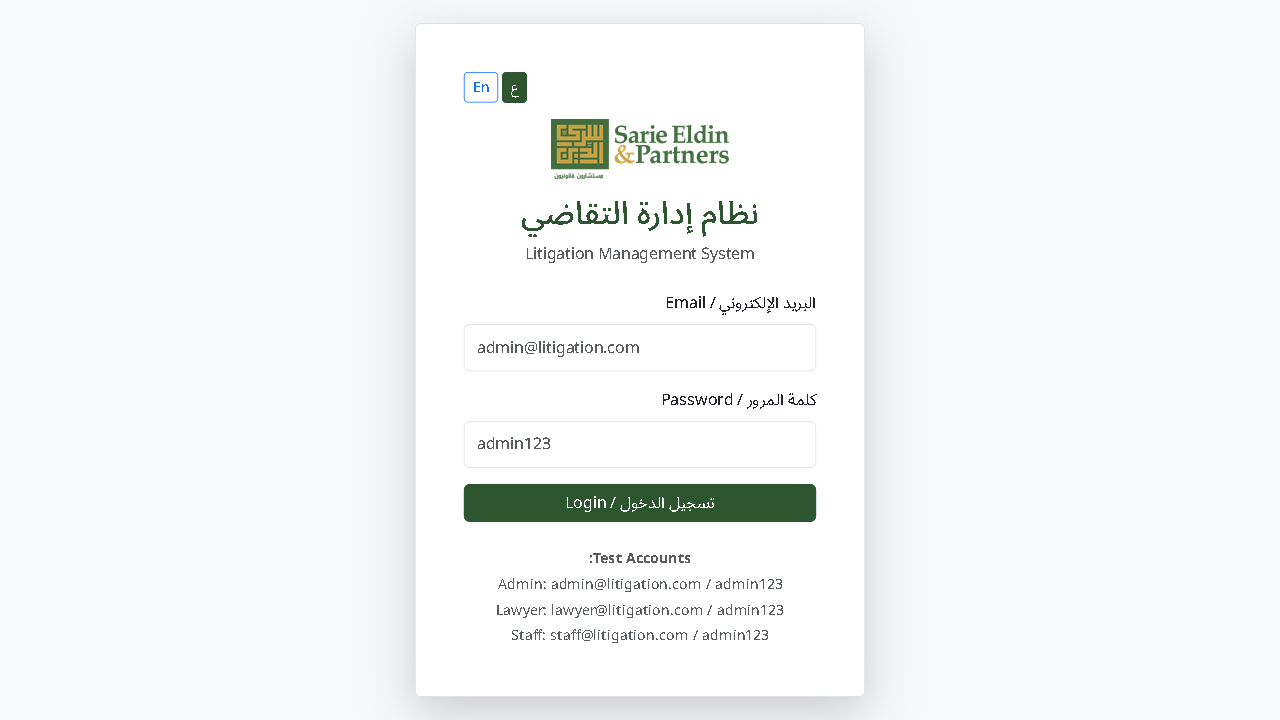 En ع
سري الدين
Sarie Eldin
&Partners
مستشارون قانونيون
نظام إدارة التقاضي
Litigation Management System
البريد الإلكتروني / Email
admin@litigation.com
كلمة المرور / Password
admin123
تسجيل الدخول / Login
:Test Accounts
Admin: admin@litigation.com / admin123
Lawyer: lawyer@litigation.com / admin123
Staff: staff@litigation.com / admin123